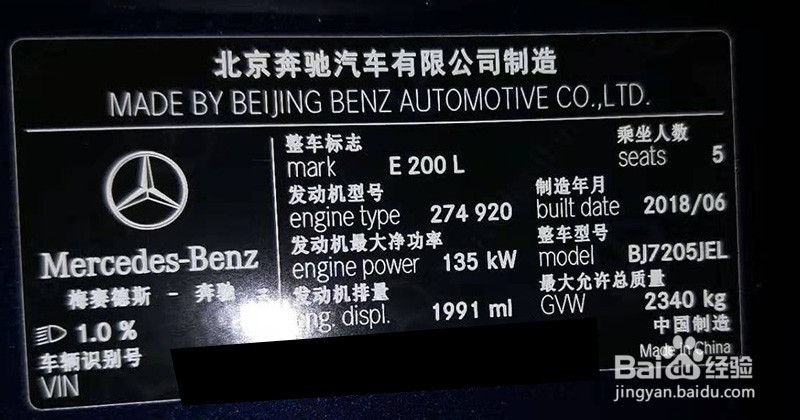 北京奔驰汽车有限公司制造
MADE BY BEIJING BENZ AUTOMOTIVE CO.,LTD.
Mercedes-Benz
梅赛德斯 - 奔驰
1.0 %
车辆识别号
VIN
整车标志
mark E 200 L
乘坐人数
seats 5
发动机型号
engine type 274 920
制造年月
built date 2018/06
发动机最大净功率
engine power 135 kW
整车型号
model BJ7205JEL
发动机排量
eng. displ. 1991 ml
最大允许总质量
GVW 2340 kg
中国制造
Made In China
Baidu 经验
jingyan.baidu.com